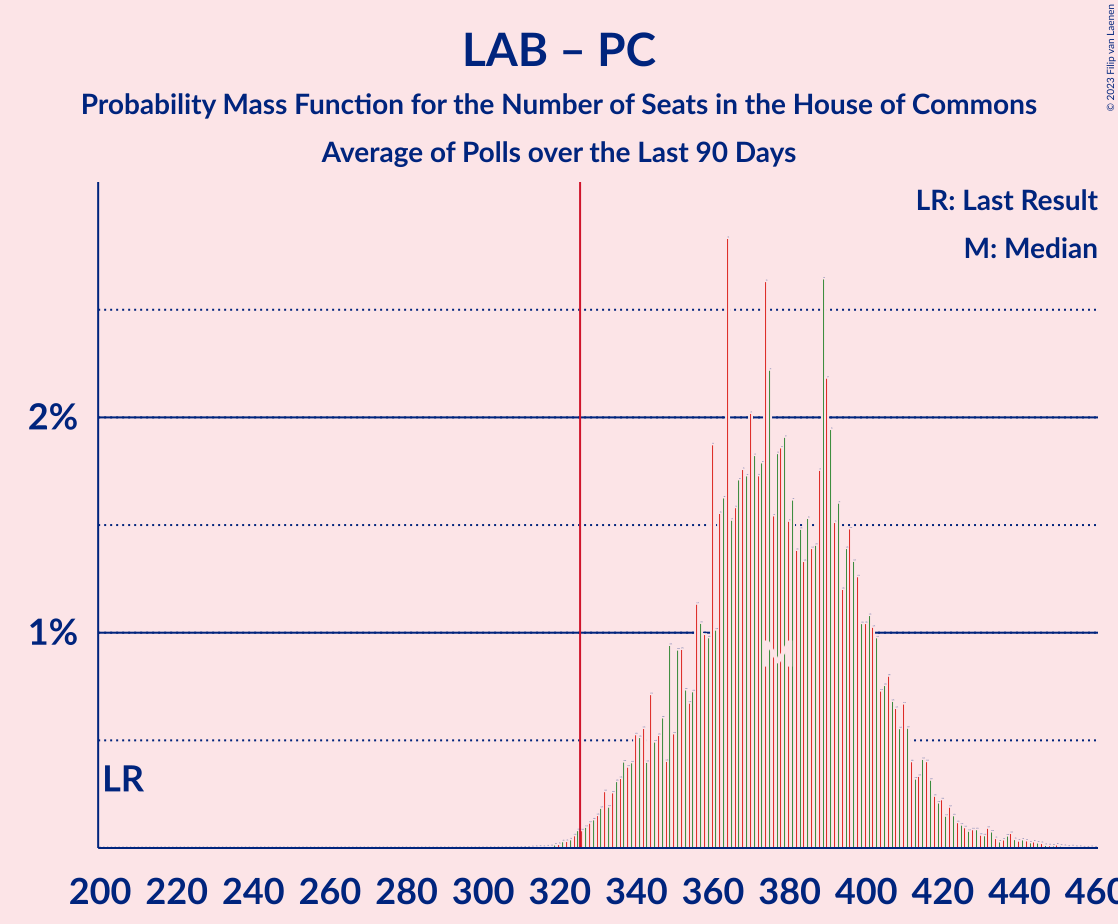 LAB – PC
Probability Mass Function for the Number of Seats in the House of Commons
Average of Polls over the Last 90 Days
© 2023 Filip van Laenen
LR: Last Result
M: Median
2%
1%
LR
M
200 220 240 260 280 300 320 340 360 380 400 420 440 460